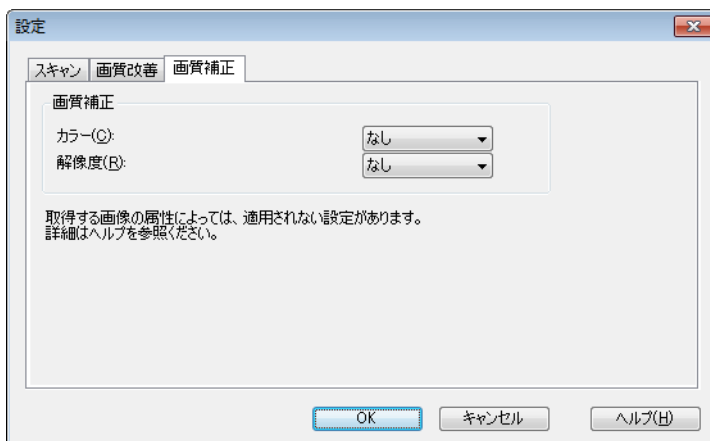 設定
スキャン 画質改善 画質補正
画質補正
カラー(C): なし
解像度(R): なし
取得する画像の属性によっては、適用されない設定があります。
詳細はヘルプを参照ください。
OK キャンセル ヘルプ(H)